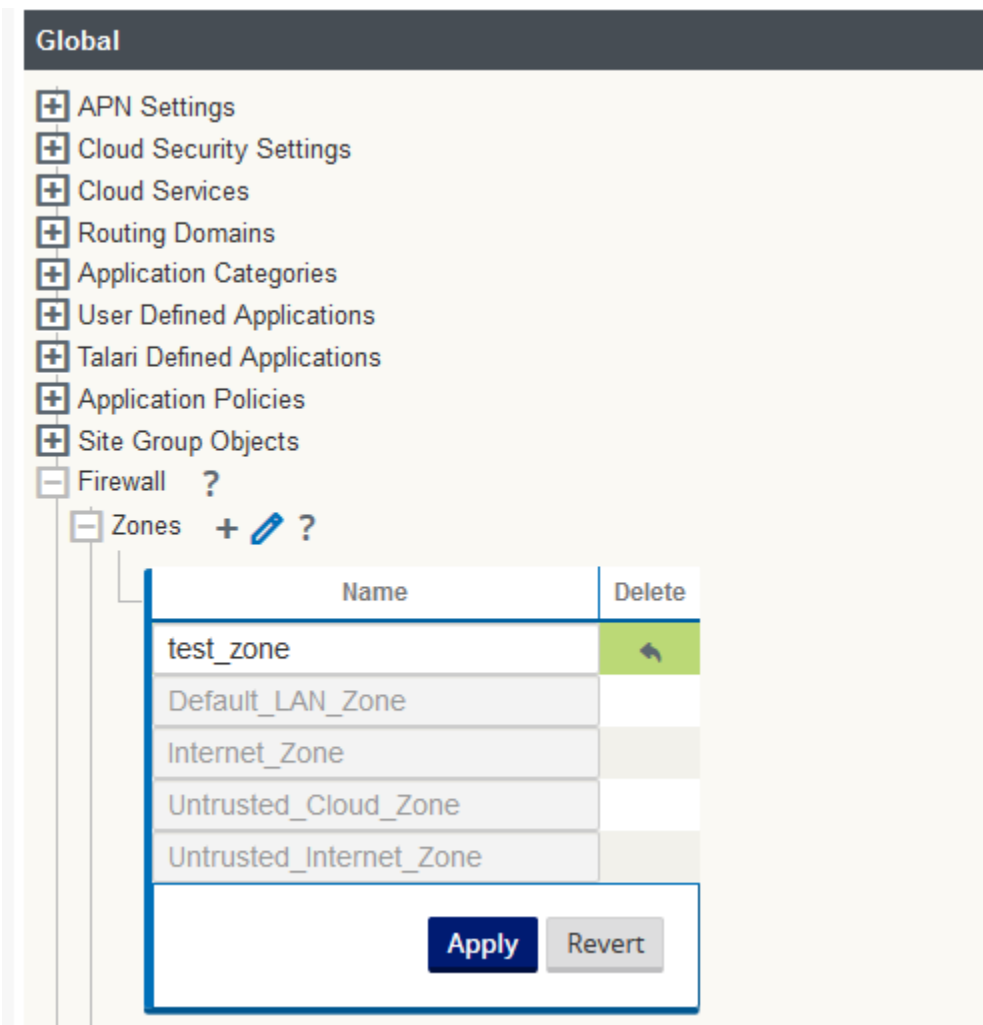 Global
APN Settings
Cloud Security Settings
Cloud Services
Routing Domains
Application Categories
User Defined Applications
Talari Defined Applications
Application Policies
Site Group Objects
Firewall ?
Zones + ?
Name Delete
test_zone
Default_LAN_Zone
Internet_Zone
Untrusted_Cloud_Zone
Untrusted_Internet_Zone
Apply Revert